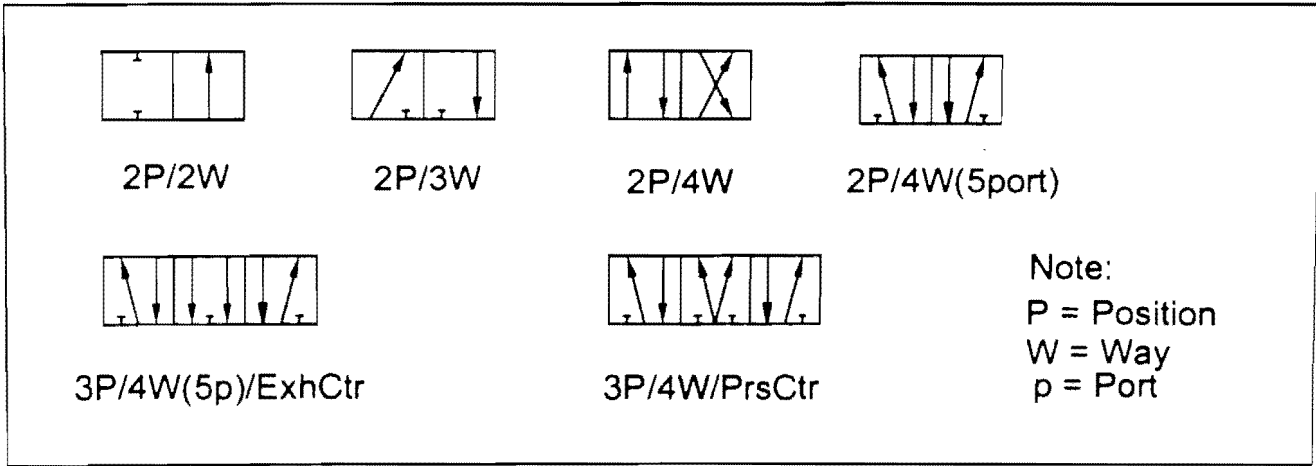 2P/2W
2P/3W
2P/4W
2P/4W(5port)
3P/4W(5p)/ExhCtr
3P/4W/PrsCtr
Note:
P = Position
W = Way
p = Port